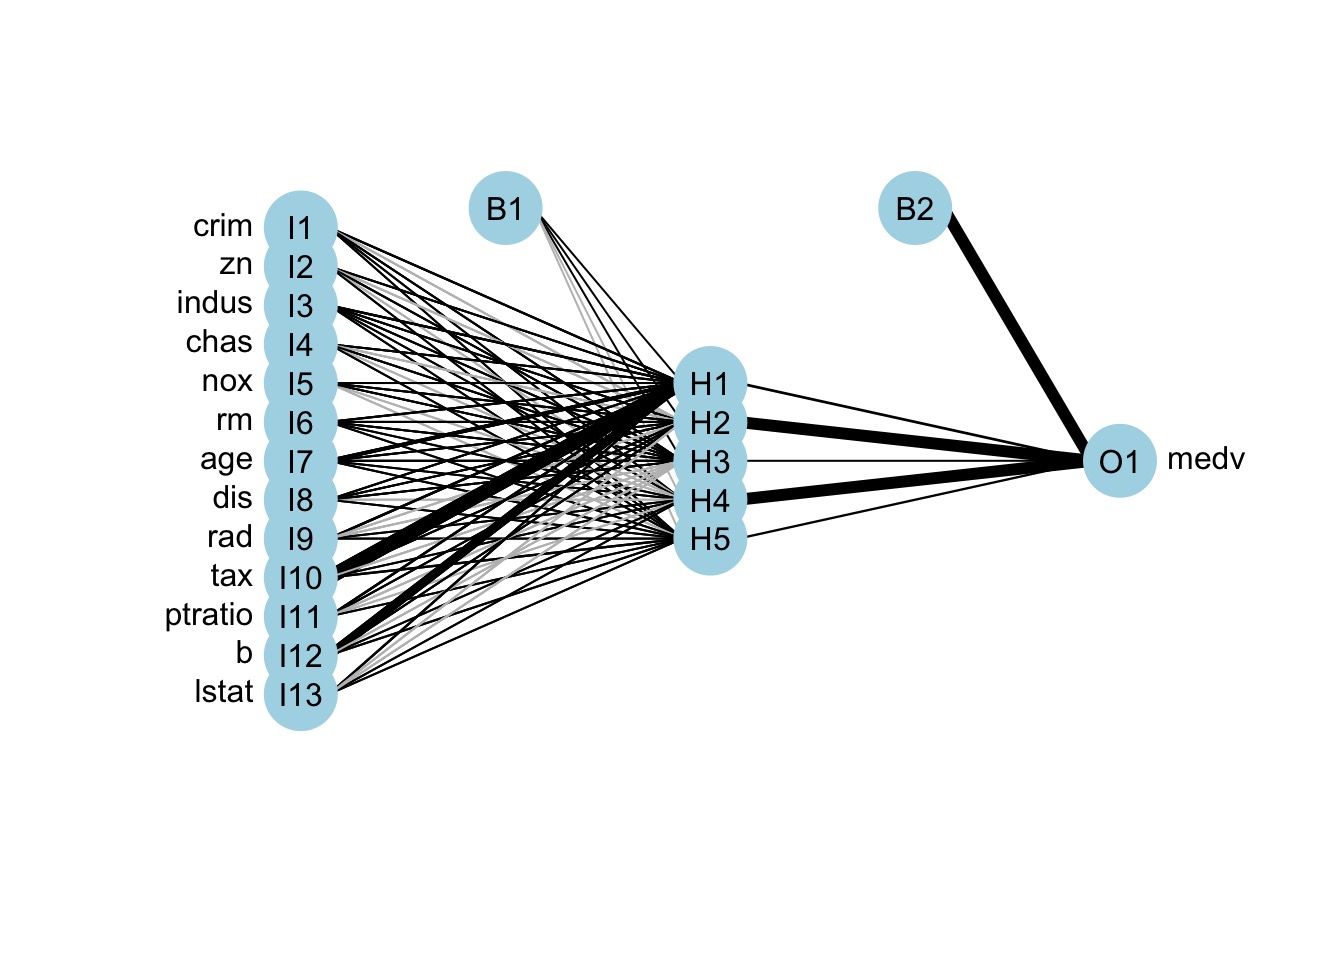 crim I1
zn I2
indus I3
chas I4
nox I5
rm I6
age I7
dis I8
rad I9
tax I10
ptratio I11
b I12
lstat I13
B1
H1
H2
H3
H4
H5
B2
O1 medv